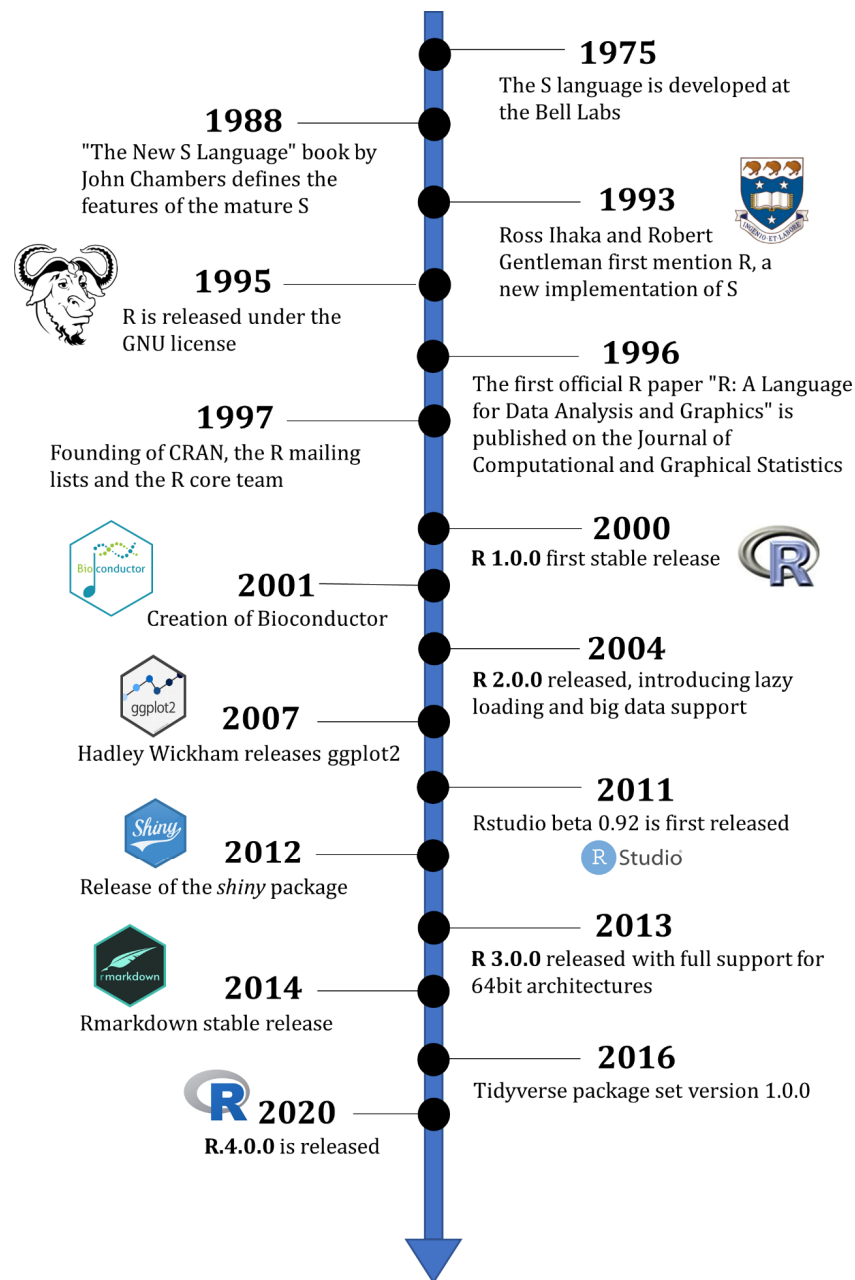 1975
The S language is developed at
the Bell Labs
1988
"The New S Language" book by
John Chambers defines the
features of the mature S
1993
INGENIO·ET·LABORE
Ross Ihaka and Robert
Gentleman first mention R, a
new implementation of S
1995
R is released under the
GNU license
1996
The first official R paper "R: A Language
for Data Analysis and Graphics" is
published on the Journal of
Computational and Graphical Statistics
1997
Founding of CRAN, the R mailing
lists and the R core team
2000
R 1.0.0 first stable release
R
Bioconductor
2001
Creation of Bioconductor
2004
R 2.0.0 released, introducing lazy
loading and big data support
ggplot2
2007
Hadley Wickham releases ggplot2
2011
Rstudio beta 0.92 is first released
R Studio
Shiny
2012
Release of the shiny package
2013
R 3.0.0 released with full support for
64bit architectures
rmarkdown
2014
Rmarkdown stable release
2016
Tidyverse package set version 1.0.0
R
2020
R.4.0.0 is released